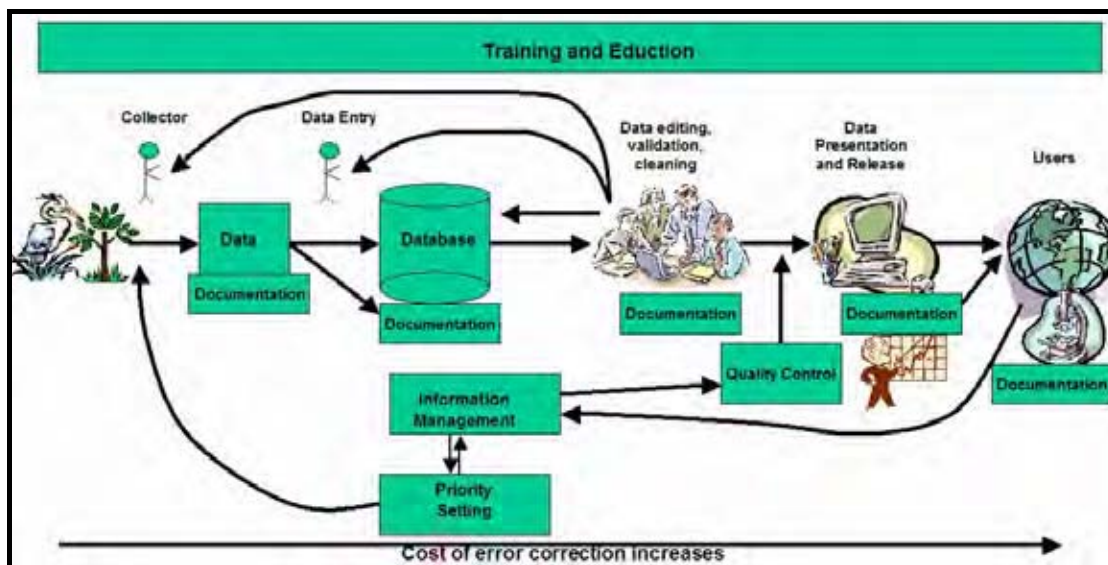 Training and Eduction
Collector
Data Entry
Data editing,
validation,
cleaning
Data
Presentation
and Release
Users
Data
Database
Documentation
Documentation
Documentation
Documentation
Documentation
Quality Control
Information
Management
Priority
Setting
Cost of error correction increases